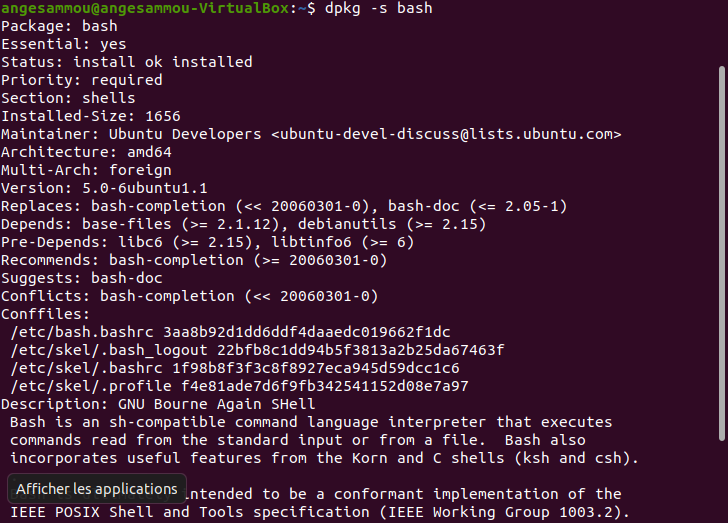 angesammou@angesammou-VirtualBox:~$ dpkg -s bash
Package: bash
Essential: yes
Status: install ok installed
Priority: required
Section: shells
Installed-Size: 1656
Maintainer: Ubuntu Developers <ubuntu-devel-discuss@lists.ubuntu.com>
Architecture: amd64
Multi-Arch: foreign
Version: 5.0-6ubuntu1.1
Replaces: bash-completion (<< 20060301-0), bash-doc (<= 2.05-1)
Depends: base-files (>= 2.1.12), debianutils (>= 2.15)
Pre-Depends: libc6 (>= 2.15), libtinfo6 (>= 6)
Recommends: bash-completion (>= 20060301-0)
Suggests: bash-doc
Conflicts: bash-completion (<< 20060301-0)
Conffiles:
 /etc/bash.bashrc 3aa8b92d1dd6ddf4daaedc019662f1dc
 /etc/skel/.bash_logout 22bfb8c1dd94b5f3813a2b25da67463f
 /etc/skel/.bashrc 1f98b8f3f3c8f8927eca945d59dcc1c6
 /etc/skel/.profile f4e81ade7d6f9fb342541152d08e7a97
Description: GNU Bourne Again SHell
 Bash is an sh-compatible command language interpreter that executes
 commands read from the standard input or from a file.  Bash also
 incorporates useful features from the Korn and C shells (ksh and csh).
Afficher les applications
intended to be a conformant implementation of the
 IEEE POSIX Shell and Tools specification (IEEE Working Group 1003.2).